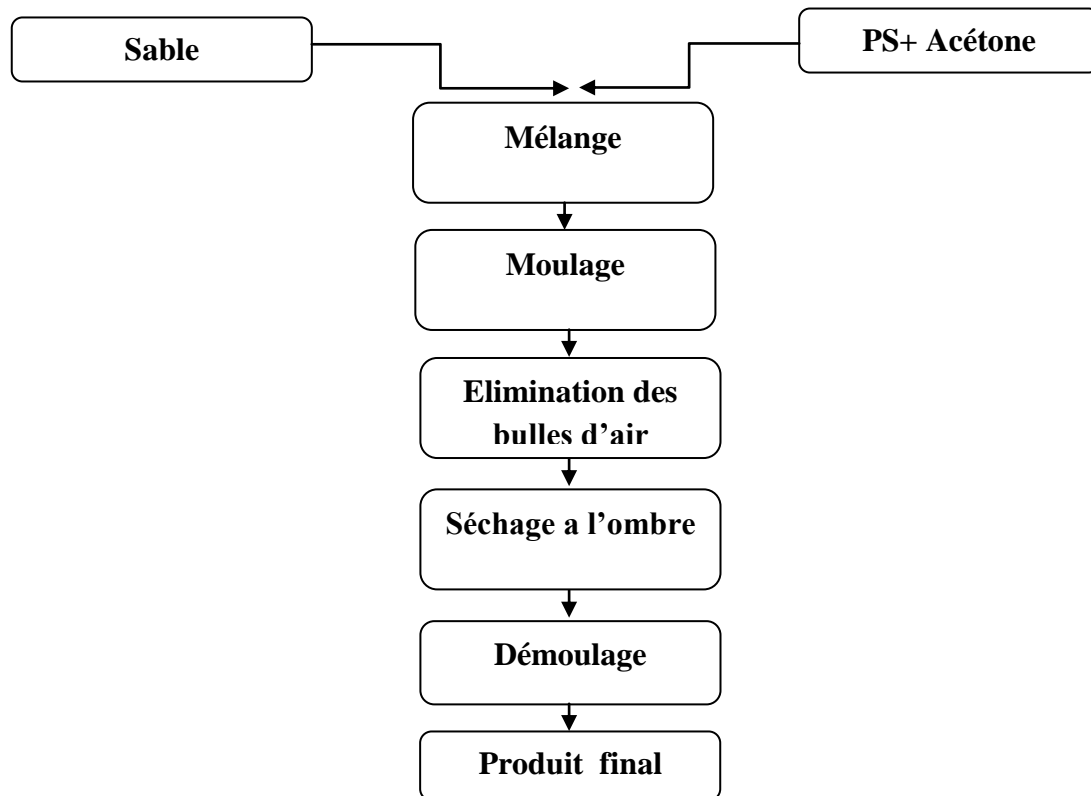 Sable
PS+ Acétone
Mélange
Moulage
Elimination des
bulles d’air
Séchage a l’ombre
Démoulage
Produit final